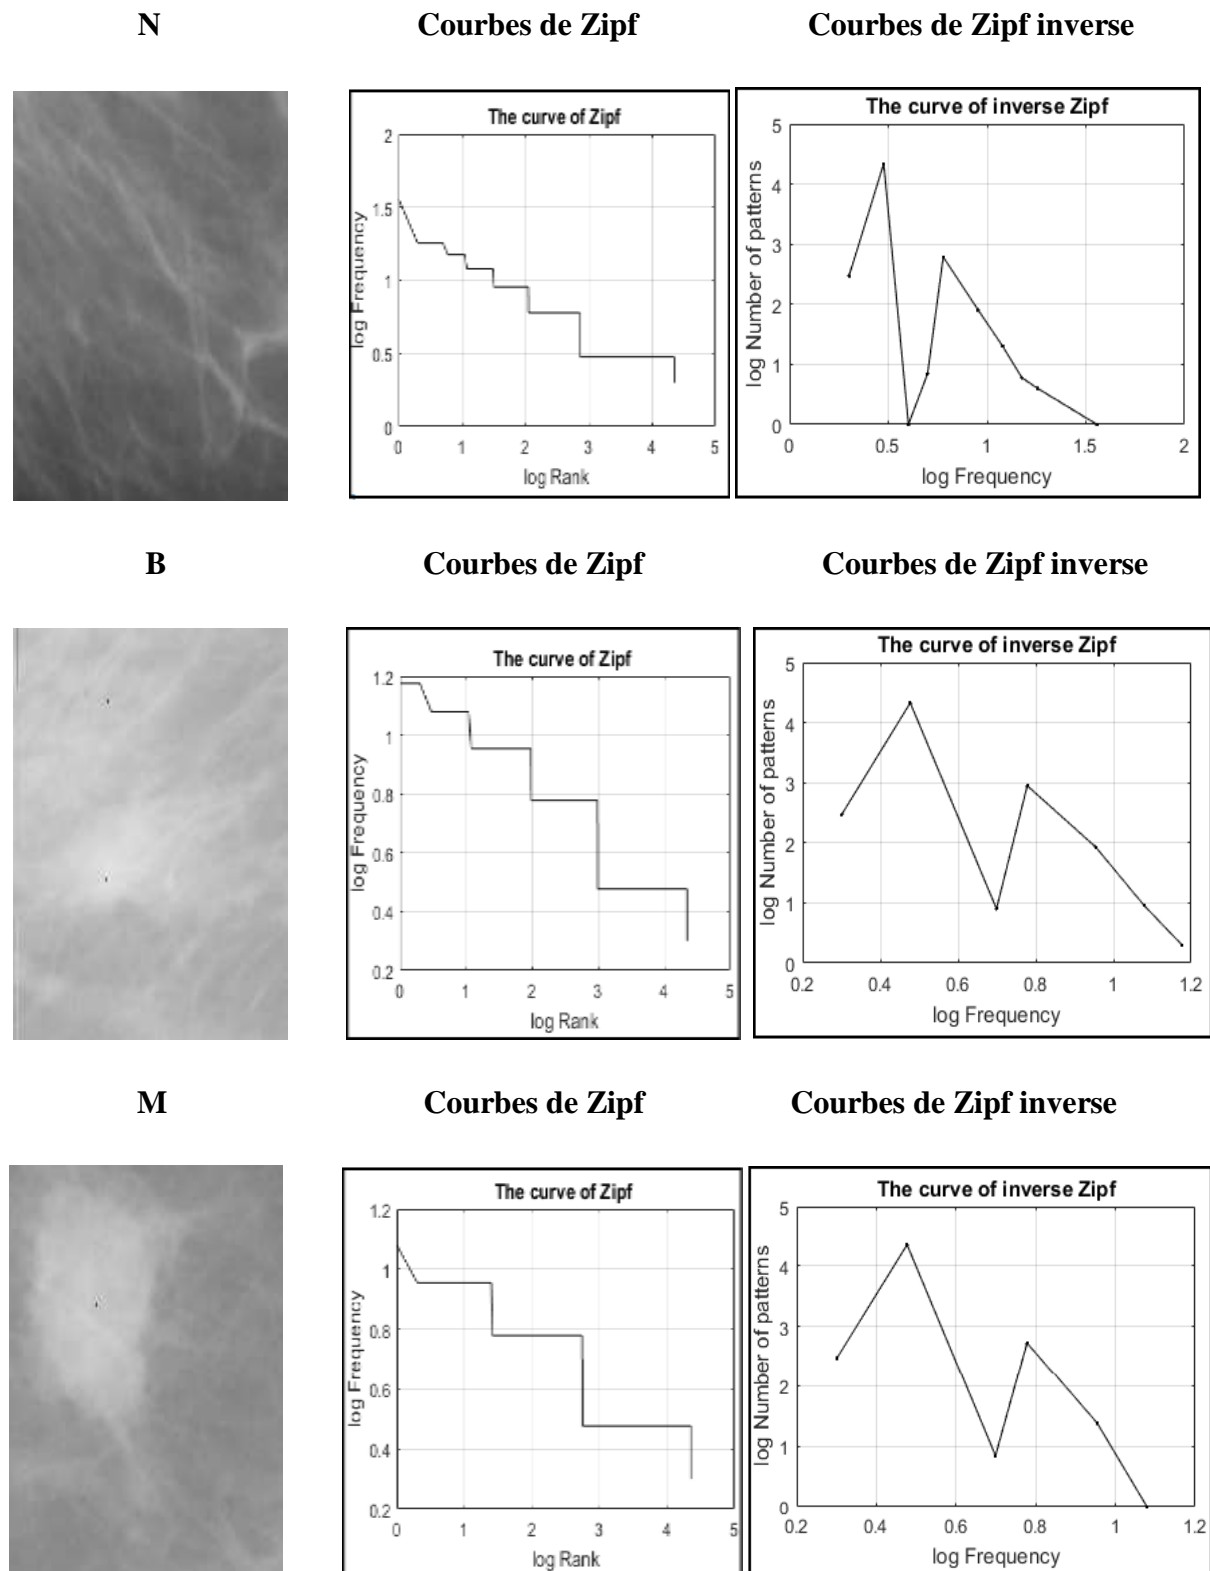 N Courbes de Zipf Courbes de Zipf inverse
The curve of Zipf
log Frequency
2
1.5
1
0.5
0
0 1 2 3 4 5
log Rank
The curve of inverse Zipf
log Number of patterns
5
4
3
2
1
0
0 0.5 1 1.5 2
log Frequency
B Courbes de Zipf Courbes de Zipf inverse
The curve of Zipf
log Frequency
1.2
1
0.8
0.6
0.4
0.2
0 1 2 3 4 5
log Rank
The curve of inverse Zipf
log Number of patterns
5
4
3
2
1
0
0.2 0.4 0.6 0.8 1 1.2
log Frequency
M Courbes de Zipf Courbes de Zipf inverse
The curve of Zipf
log Frequency
1.2
1
0.8
0.6
0.4
0.2
0 1 2 3 4 5
log Rank
The curve of inverse Zipf
log Number of patterns
5
4
3
2
1
0
0.2 0.4 0.6 0.8 1 1.2
log Frequency